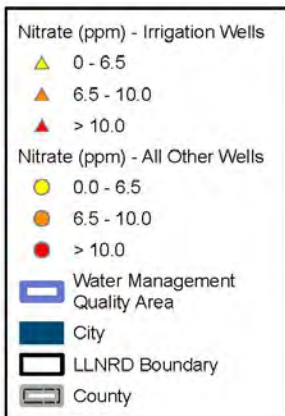 Nitrate (ppm) - Irrigation Wells
0 - 6.5
6.5 - 10.0
> 10.0
Nitrate (ppm) - All Other Wells
0.0 - 6.5
6.5 - 10.0
> 10.0
Water Management
Quality Area
City
LLNRD Boundary
County